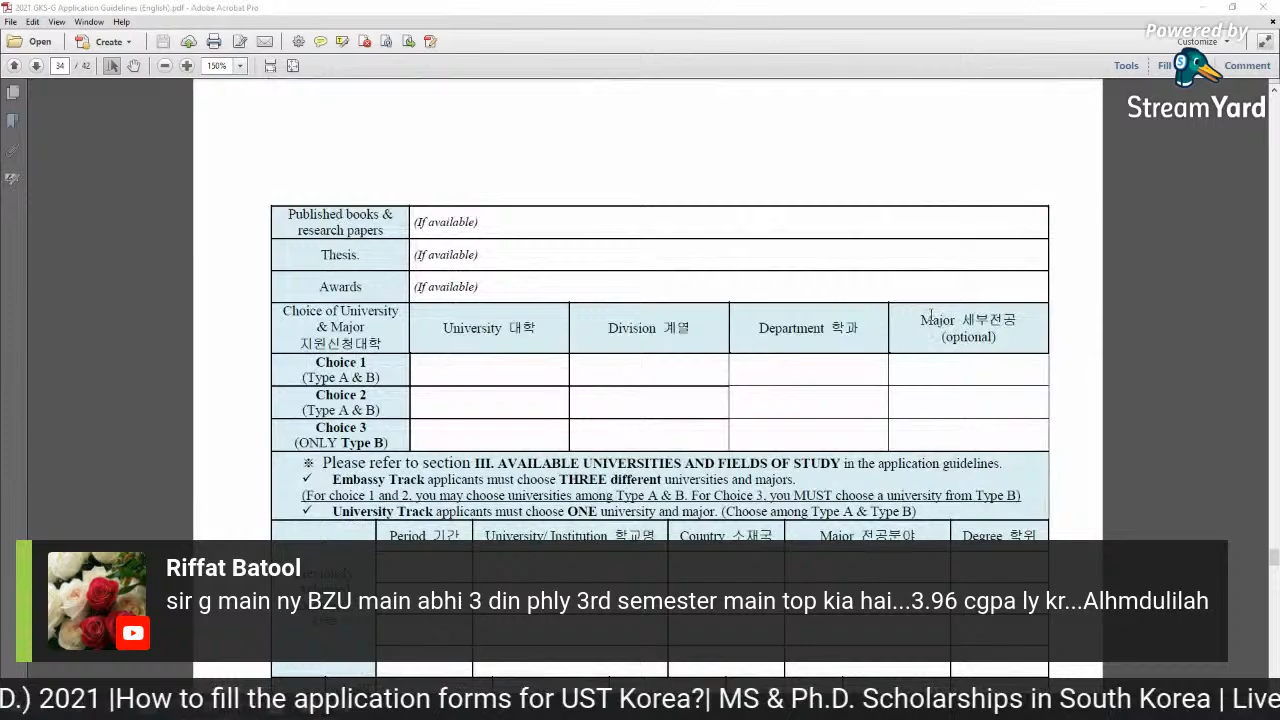 2021 GKS-G Application Guidelines (English).pdf - Adobe Acrobat Pro
File Edit View Window Help
Open Create Customize
34 / 42 150% Tools Fill Comment
Powered by
StreamYard
Published books &
research papers
(If available)
Thesis. (If available)
Awards (If available)
Choice of University
& Major
지원신청대학
University 대학 Division 계열 Department 학과 Major 세부전공
(optional)
Choice 1
(Type A & B)
Choice 2
(Type A & B)
Choice 3
(ONLY Type B)
※ Please refer to section III. AVAILABLE UNIVERSITIES AND FIELDS OF STUDY in the application guidelines.
✓ Embassy Track applicants must choose THREE different universities and majors.
(For choice 1 and 2, you may choose universities among Type A & B. For Choice 3, you MUST choose a university from Type B)
✓ University Track applicants must choose ONE university and major. (Choose among Type A & Type B)
Period 기간 University/ Institution 학교명 Country 소재국 Major 전공분야 Degree 학위
Riffat Batool
sir g main ny BZU main abhi 3 din phly 3rd semester main top kia hai...3.96 cgpa ly kr...Alhmdulilah
D.) 2021 |How to fill the application forms for UST Korea?| MS & Ph.D. Scholarships in South Korea | Live